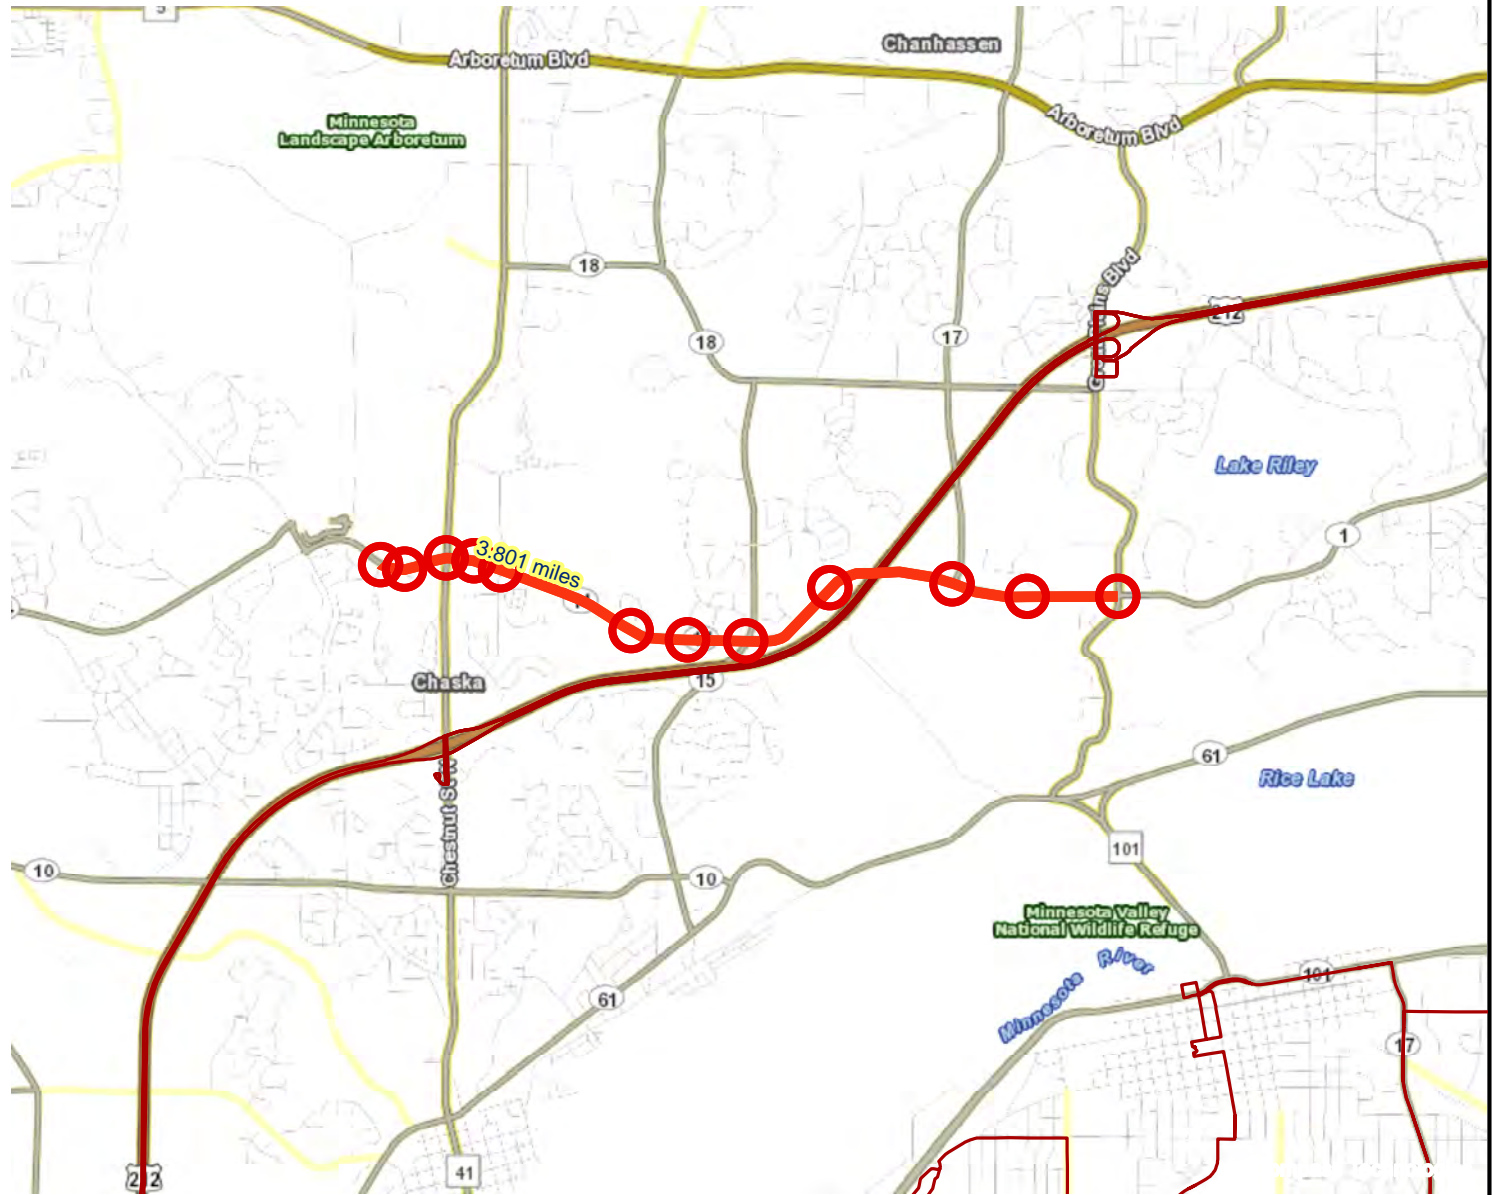 5
Arboretum Blvd
Chanhassen
Minnesota
Landscape Arboretum
Arboretum Blvd
18
18
17
212
Lake Riley
1
3.801 miles
Chaska
15
61
Rice Lake
Chestnut St
10
10
101
Minnesota Valley
National Wildlife Refuge
Minnesota River
61
101
17
212
41